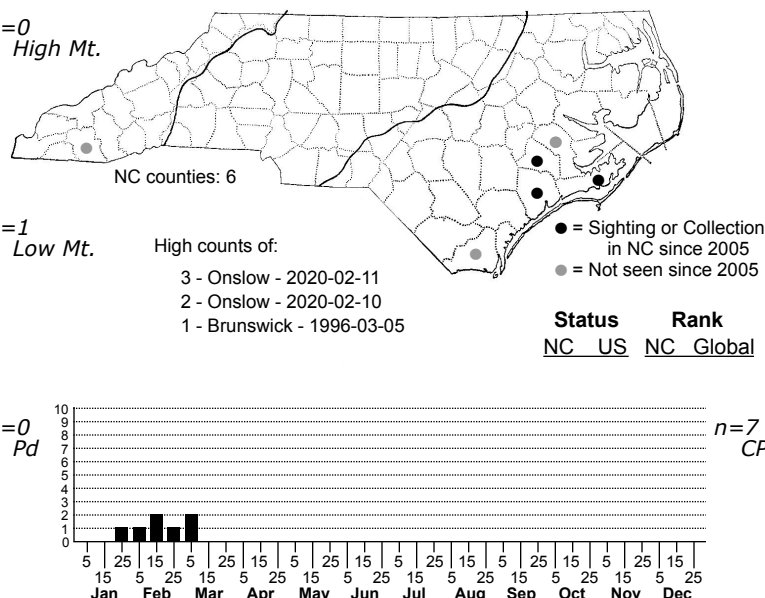 =0
High Mt.
NC counties: 6
=1
Low Mt.
High counts of:
3 - Onslow - 2020-02-11
2 - Onslow - 2020-02-10
1 - Brunswick - 1996-03-05
● = Sighting or Collection
in NC since 2005
● = Not seen since 2005
Status Rank
NC US NC Global
=0
Pd
n=7
CP
10
9
8
7
6
5
4
3
2
1
0
5 25 15 5 25 15 5 25 15 5 25 15 5 25 15 5 25 15
15 5 25 15 5 25 15 5 25 15 5 25 15 5 25 15 5 25
Jan Feb Mar Apr May Jun Jul Aug Sep Oct Nov Dec